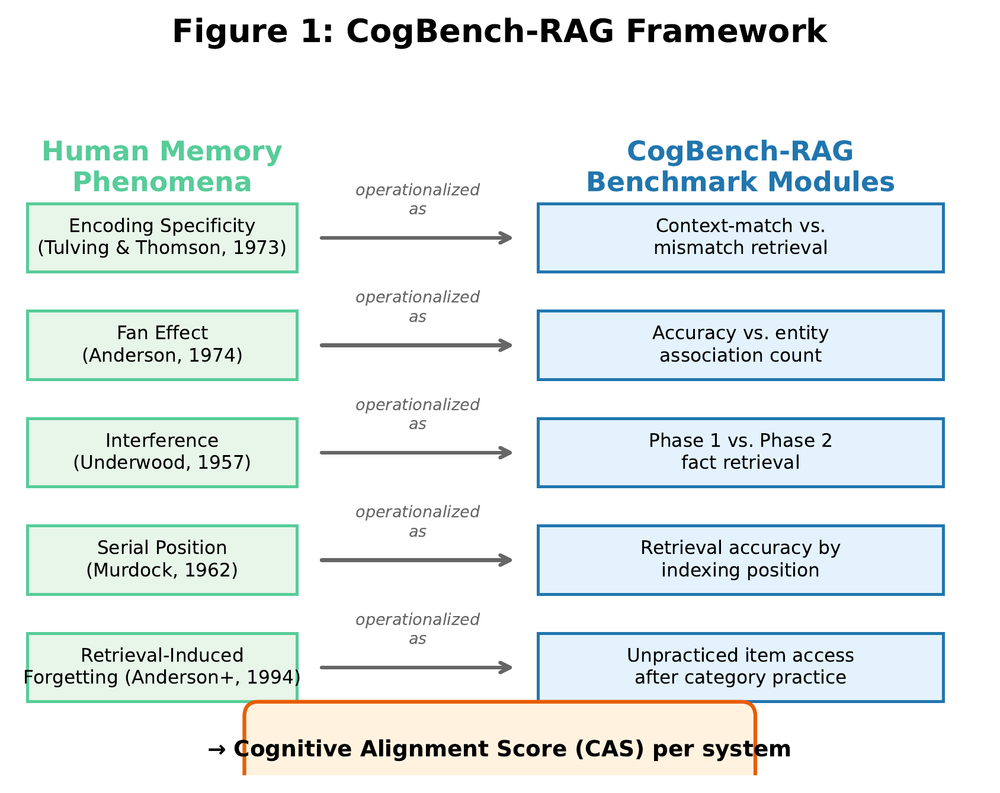 Figure 1: CogBench-RAG Framework
Human Memory
Phenomena
CogBench-RAG
Benchmark Modules
Encoding Specificity
(Tulving & Thomson, 1973)
operationalized
as
Context-match vs.
mismatch retrieval
Fan Effect
(Anderson, 1974)
operationalized
as
Accuracy vs. entity
association count
Interference
(Underwood, 1957)
operationalized
as
Phase 1 vs. Phase 2
fact retrieval
Serial Position
(Murdock, 1962)
operationalized
as
Retrieval accuracy by
indexing position
Retrieval-Induced
Forgetting (Anderson+, 1994)
operationalized
as
Unpracticed item access
after category practice
→ Cognitive Alignment Score (CAS) per system